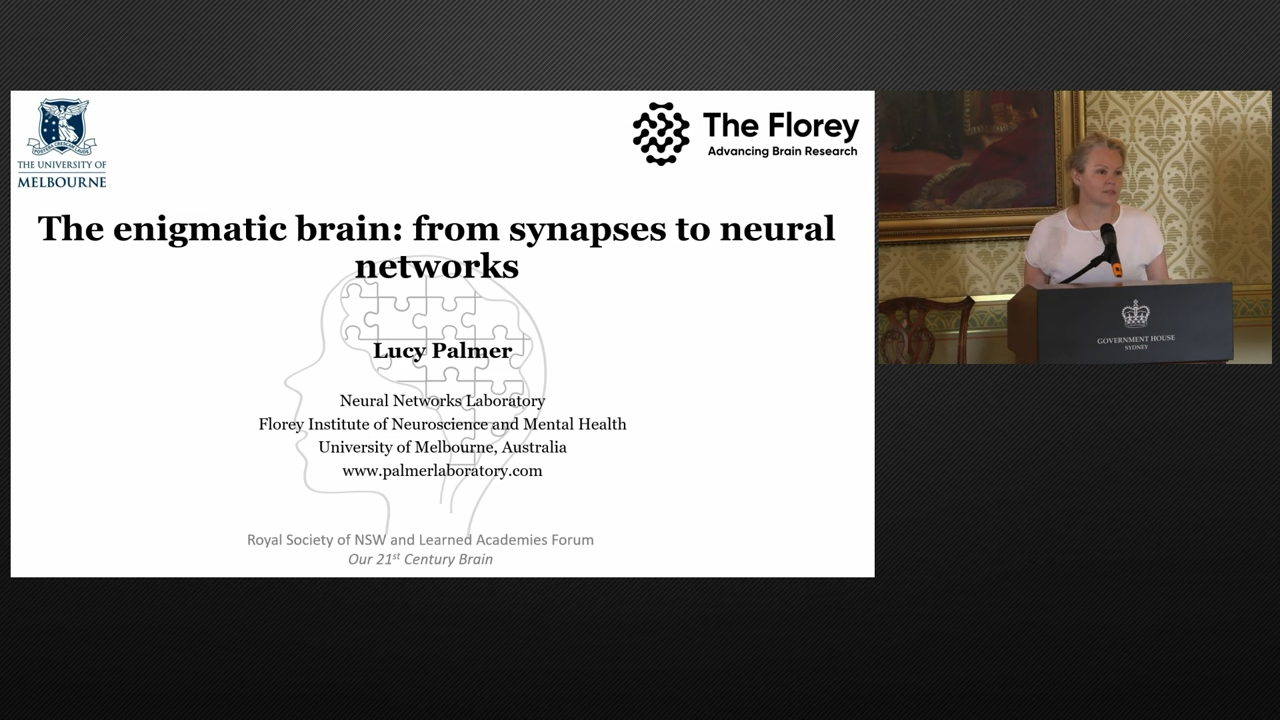 THE UNIVERSITY OF
MELBOURNE
The Florey
Advancing Brain Research
The enigmatic brain: from synapses to neural
networks
Lucy Palmer
Neural Networks Laboratory
Florey Institute of Neuroscience and Mental Health
University of Melbourne, Australia
www.palmerlaboratory.com
Royal Society of NSW and Learned Academies Forum
Our 21st Century Brain
GOVERNMENT HOUSE
SYDNEY